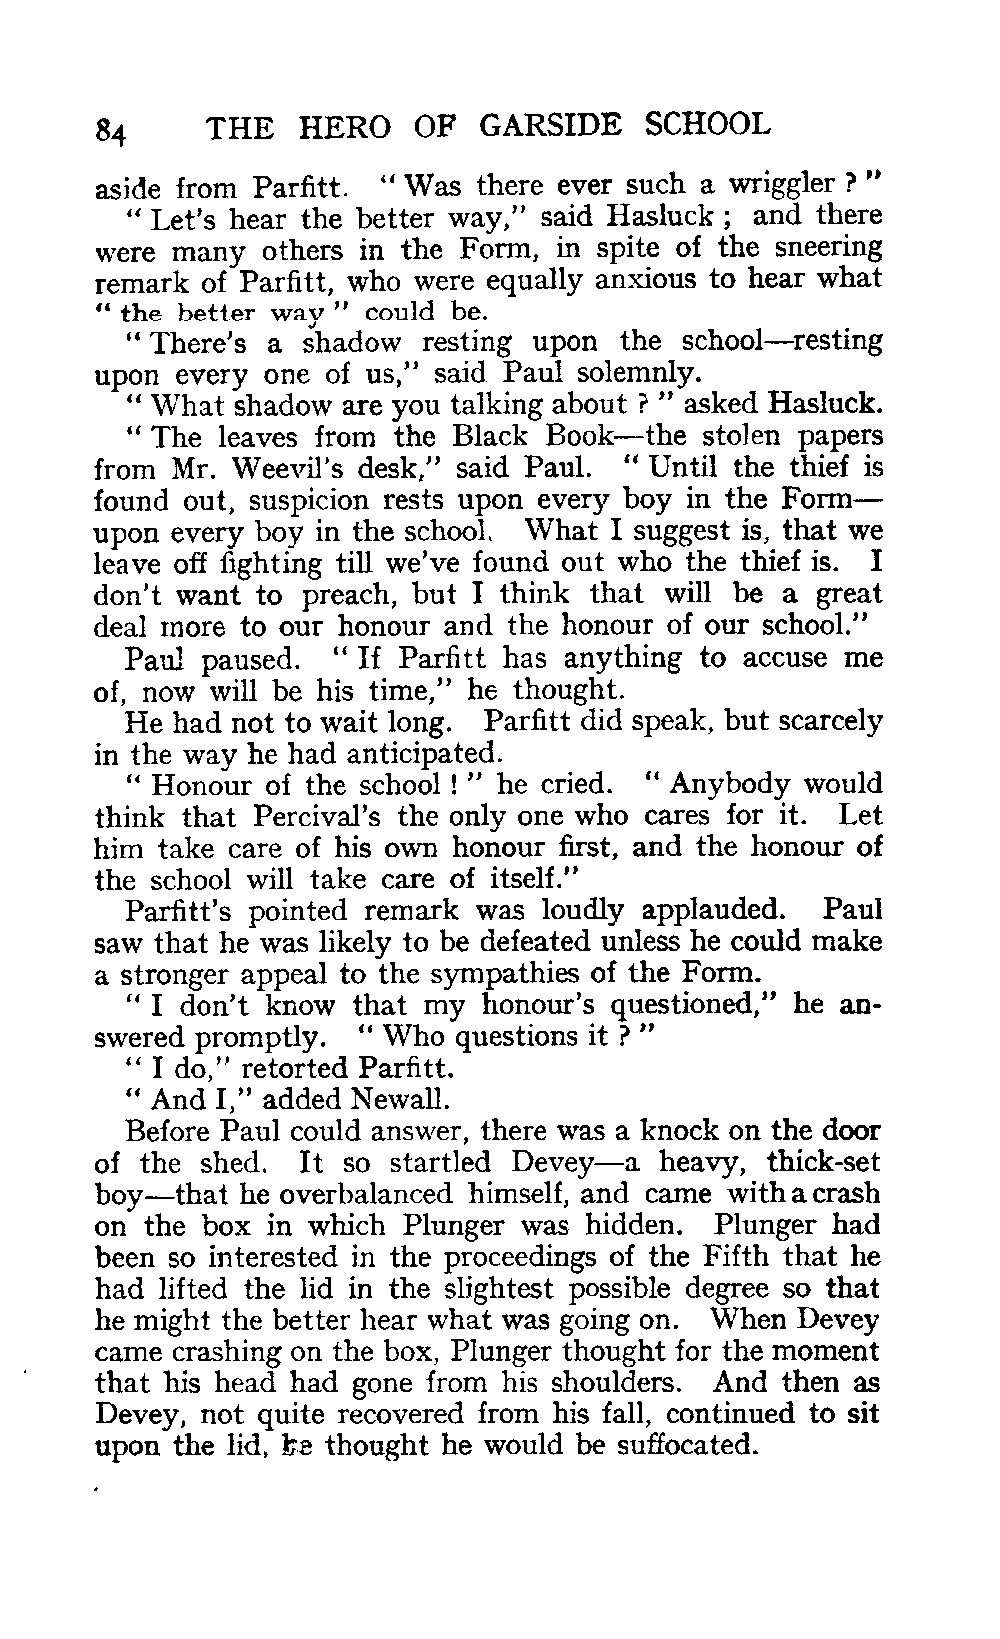 84 THE HERO OF GARSIDE SCHOOL
aside from Parfitt. " Was there ever such a wriggler ? "
" Let's hear the better way," said Hasluck ; and there
were many others in the Form, in spite of the sneering
remark of Parfitt, who were equally anxious to hear what
" the better way " could be.
" There's a shadow resting upon the school—resting
upon every one of us," said Paul solemnly.
" What shadow are you talking about ? " asked Hasluck.
" The leaves from the Black Book—the stolen papers
from Mr. Weevil's desk," said Paul. " Until the thief is
found out, suspicion rests upon every boy in the Form—
upon every boy in the school. What I suggest is, that we
leave off fighting till we've found out who the thief is. I
don't want to preach, but I think that will be a great
deal more to our honour and the honour of our school."
Paul paused. " If Parfitt has anything to accuse me
of, now will be his time," he thought.
He had not to wait long. Parfitt did speak, but scarcely
in the way he had anticipated.
" Honour of the school ! " he cried. " Anybody would
think that Percival's the only one who cares for it. Let
him take care of his own honour first, and the honour of
the school will take care of itself."
Parfitt's pointed remark was loudly applauded. Paul
saw that he was likely to be defeated unless he could make
a stronger appeal to the sympathies of the Form.
" I don't know that my honour's questioned," he an-
swered promptly. " Who questions it ? "
" I do," retorted Parfitt.
" And I," added Newall.
Before Paul could answer, there was a knock on the door
of the shed. It so startled Devey—a heavy, thick-set
boy—that he overbalanced himself, and came with a crash
on the box in which Plunger was hidden. Plunger had
been so interested in the proceedings of the Fifth that he
had lifted the lid in the slightest possible degree so that
he might the better hear what was going on. When Devey
came crashing on the box, Plunger thought for the moment
that his head had gone from his shoulders. And then as
Devey, not quite recovered from his fall, continued to sit
upon the lid, he thought he would be suffocated.